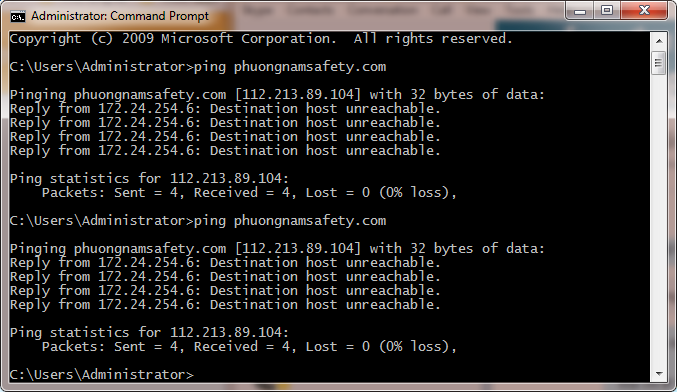 Administrator: Command Prompt
Copyright (c) 2009 Microsoft Corporation.  All rights reserved.
C:\Users\Administrator>ping phuongnamsafety.com
Pinging phuongnamsafety.com [112.213.89.104] with 32 bytes of data:
Reply from 172.24.254.6: Destination host unreachable.
Reply from 172.24.254.6: Destination host unreachable.
Reply from 172.24.254.6: Destination host unreachable.
Reply from 172.24.254.6: Destination host unreachable.
Ping statistics for 112.213.89.104:
    Packets: Sent = 4, Received = 4, Lost = 0 (0% loss),
C:\Users\Administrator>ping phuongnamsafety.com
Pinging phuongnamsafety.com [112.213.89.104] with 32 bytes of data:
Reply from 172.24.254.6: Destination host unreachable.
Reply from 172.24.254.6: Destination host unreachable.
Reply from 172.24.254.6: Destination host unreachable.
Reply from 172.24.254.6: Destination host unreachable.
Ping statistics for 112.213.89.104:
    Packets: Sent = 4, Received = 4, Lost = 0 (0% loss),
C:\Users\Administrator>